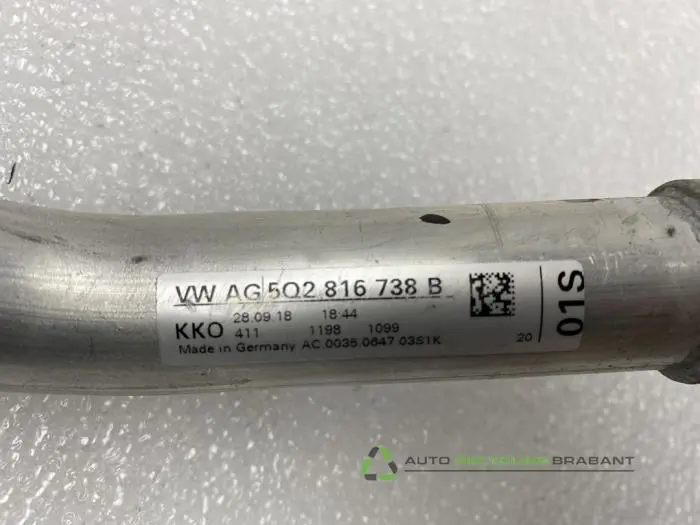 VW AG 5Q2 816 738 B
KKO 28.09.18 18:44
411 1198 1099
Made in Germany AC.0035.0647.03S1K
20
01S
AUTO RECYCLING BRABANT